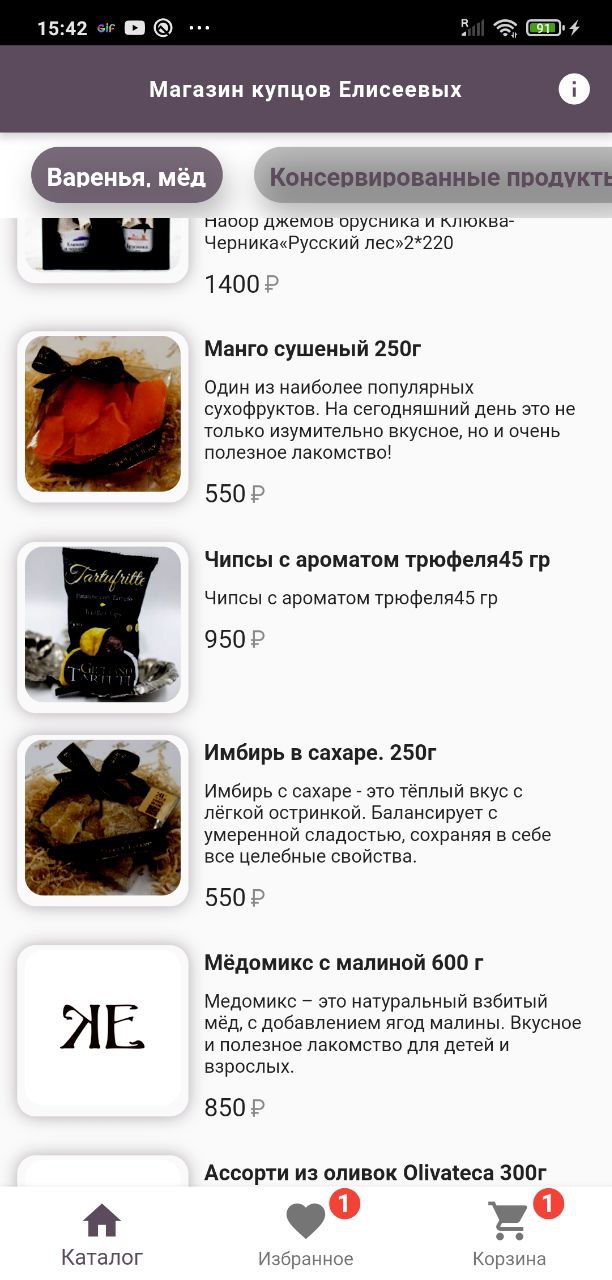 15:42 GIF
R
91
Магазин купцов Елисеевых
Варенья, мёд
Консервированные продукты
Набор джемов брусника и Клюква-
Черника«Русский лес»2*220
1400 ₽
Манго сушеный 250г
Один из наиболее популярных
сухофруктов. На сегодняшний день это не
только изумительно вкусное, но и очень
полезное лакомство!
550 ₽
Tartufritte
Чипсы с ароматом трюфеля45 гр
Чипсы с ароматом трюфеля45 гр
950 ₽
Имбирь в сахаре. 250г
Имбирь с сахаре - это тёплый вкус с
лёгкой остринкой. Балансирует с
умеренной сладостью, сохраняя в себе
все целебные свойства.
550 ₽
Мёдомикс с малиной 600 г
Медомикс – это натуральный взбитый
мёд, с добавлением ягод малины. Вкусное
и полезное лакомство для детей и
взрослых.
850 ₽
Ассорти из оливок Olivateca 300г
1
1
Каталог
Избранное
Корзина